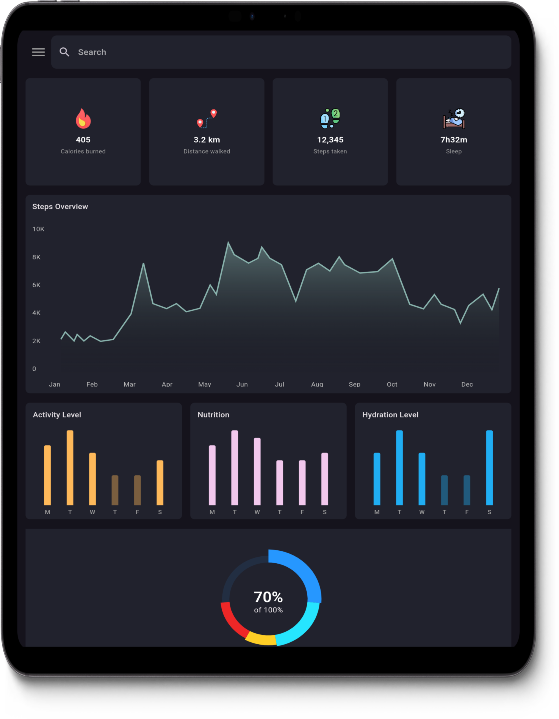 Search
405
Calories burned
3.2 km
Distance walked
12,345
Steps taken
7h32m
Sleep
Steps Overview
10K
8K
6K
4K
2K
0
Jan Feb Mar Apr May Jun Jul Aug Sep Oct Nov Dec
Activity Level
M T W T F S
Nutrition
M T W T F S
Hydration Level
M T W T F S
70%
of 100%